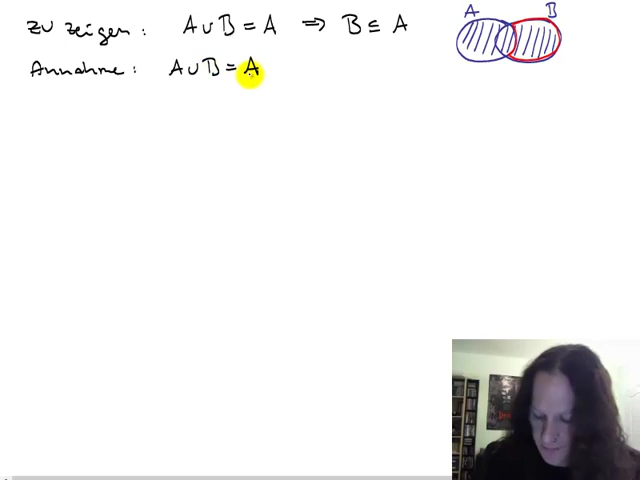 zu zeigen: A ∪ B = A ⇒ B ⊆ A
A B
Annahme: A ∪ B = A